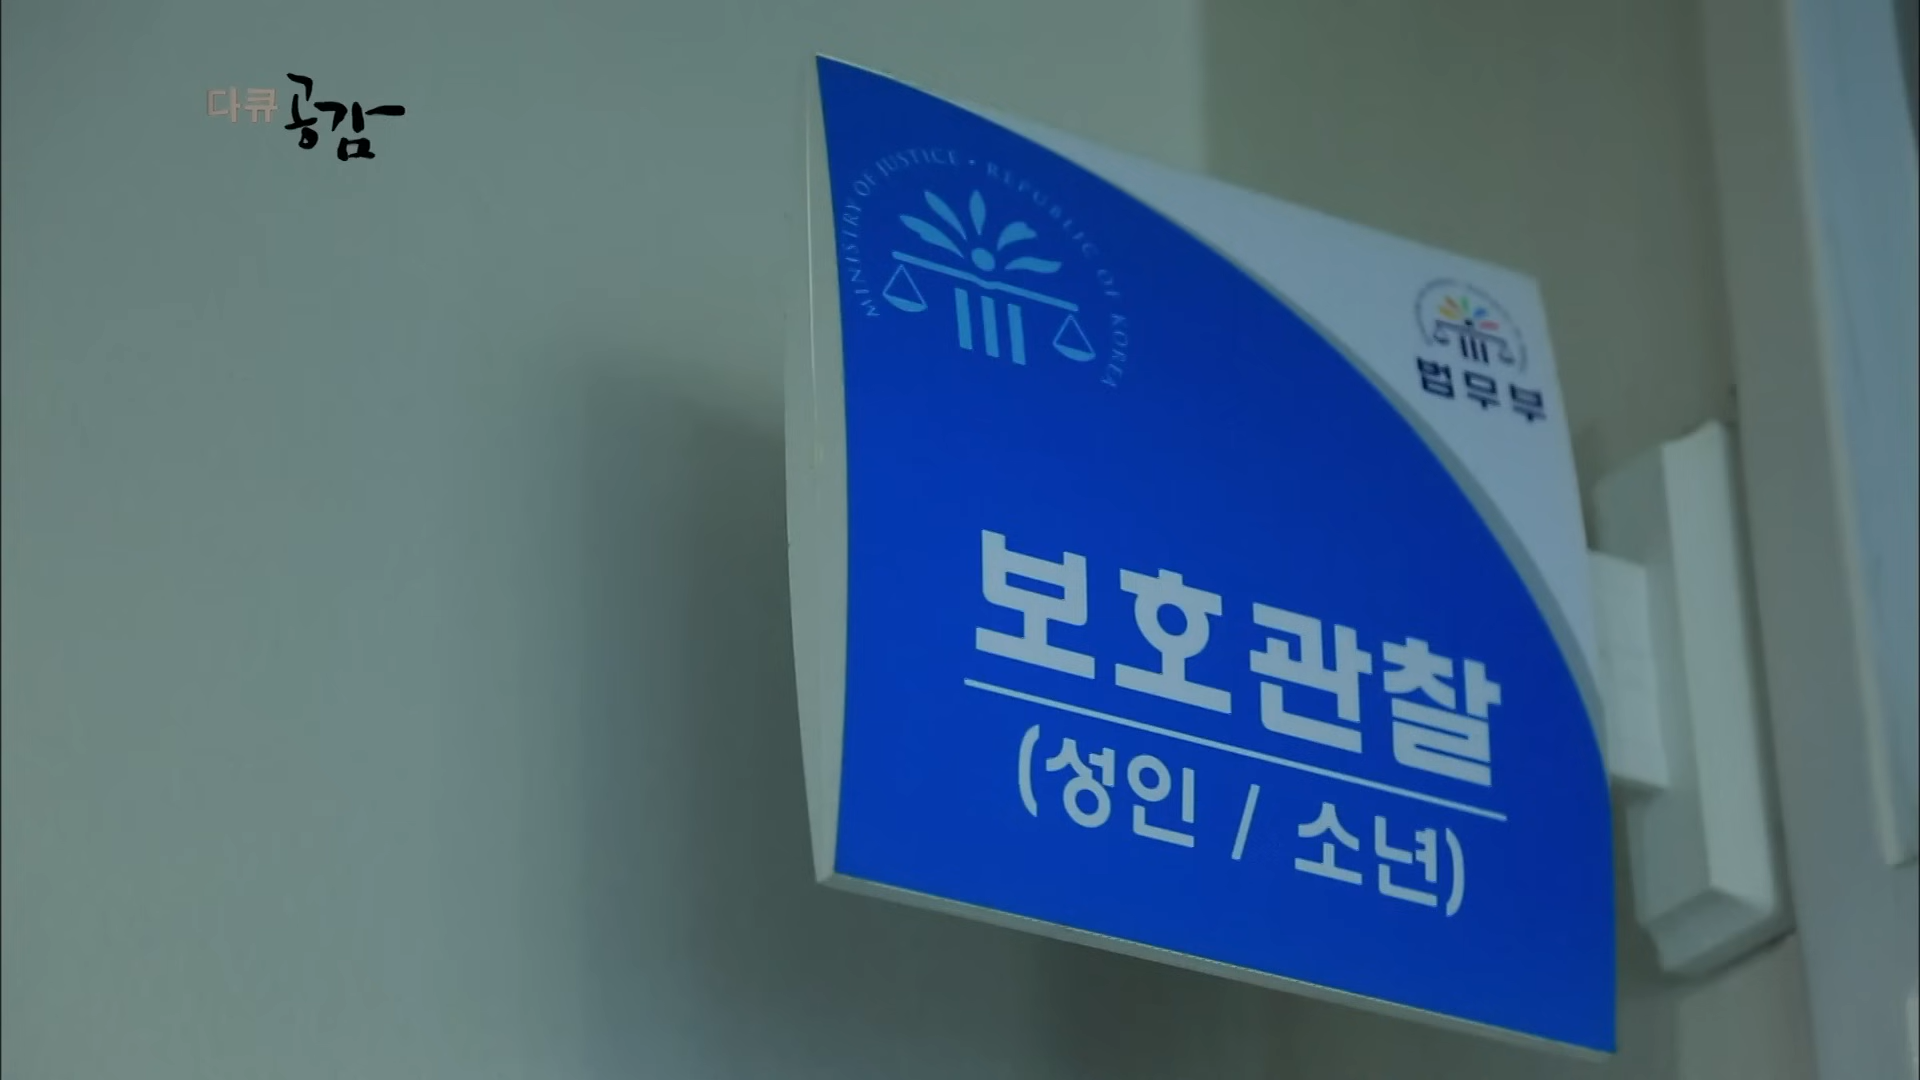 다큐 공감
MINISTRY OF JUSTICE • REPUBLIC OF KOREA
법무부
보호관찰
(성인 / 소년)